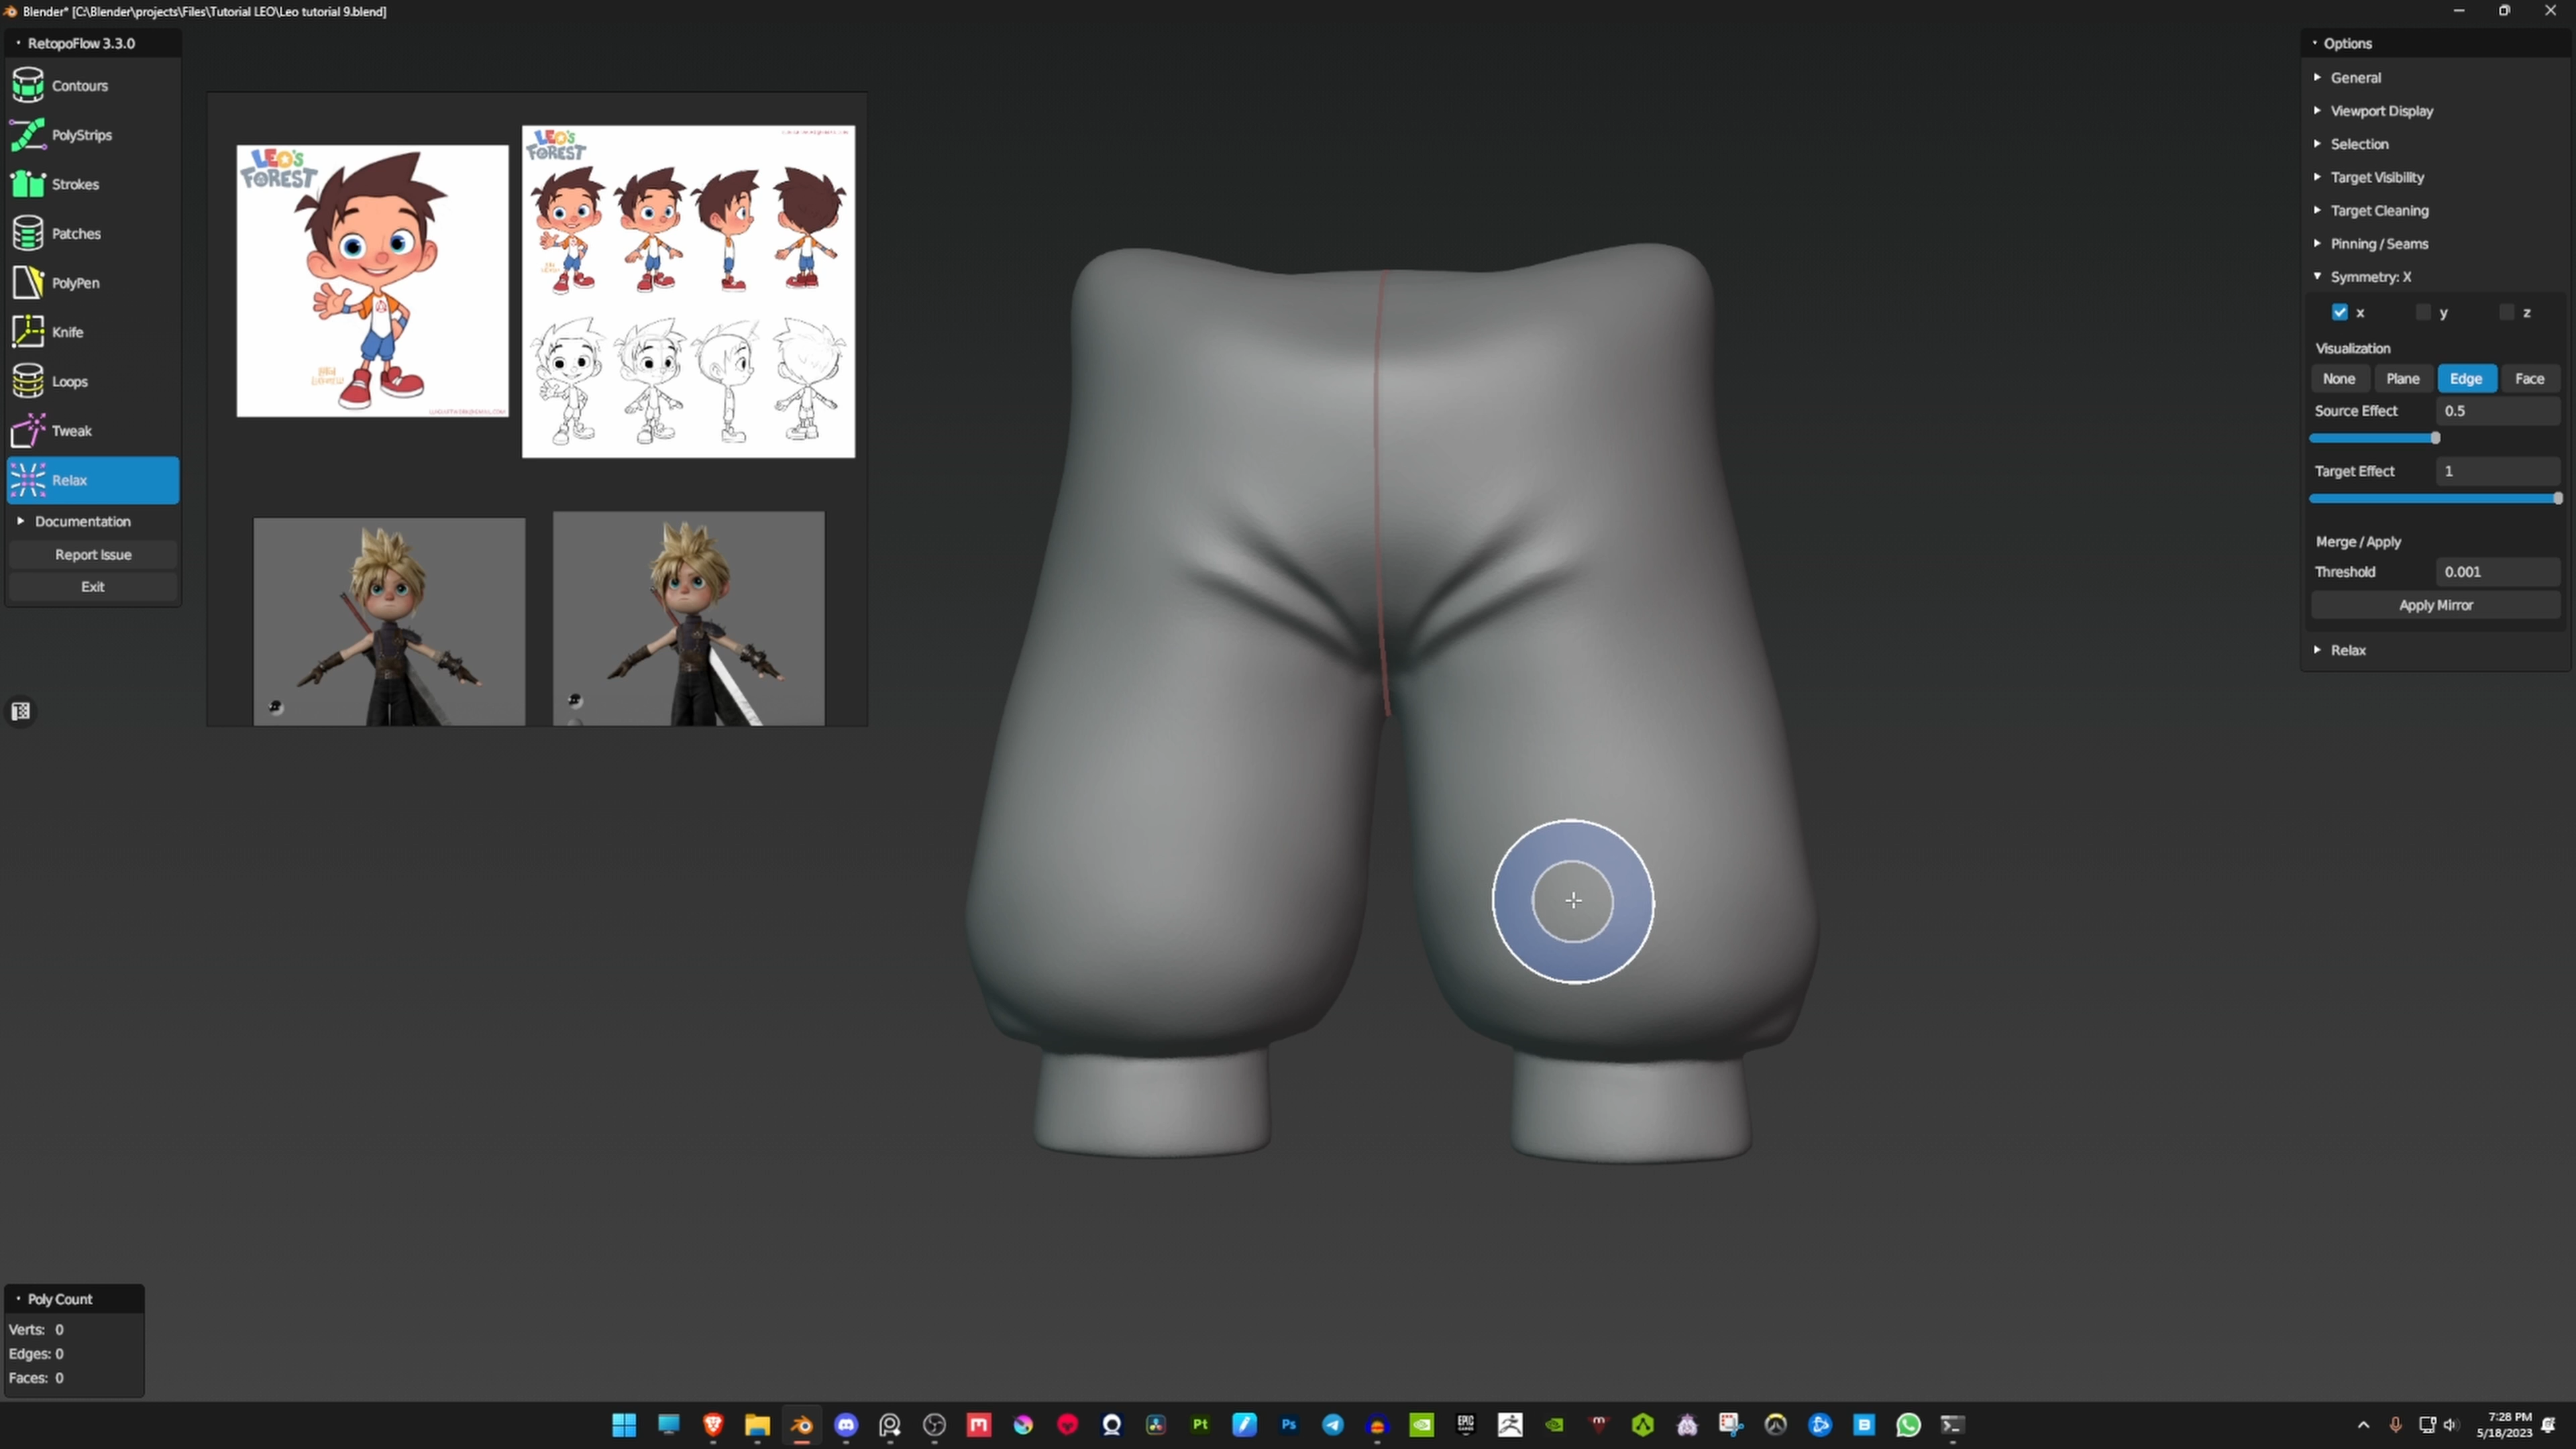 Blender* [C:\Blender\projects\Files\Tutorial LEO\Leo tutorial 9.blend]
RetopoFlow 3.3.0
Contours
PolyStrips
Strokes
Patches
PolyPen
Knife
Loops
Tweak
Relax
Documentation
Report Issue
Exit
LEO'S
FOREST
LEO'S
FOREST
Options
General
Viewport Display
Selection
Target Visibility
Target Cleaning
Pinning / Seams
Symmetry: X
x y z
Visualization
None Plane Edge Face
Source Effect 0.5
Target Effect 1
Merge / Apply
Threshold 0.001
Apply Mirror
Relax
Poly Count
Verts: 0
Edges: 0
Faces: 0
Pt
Ps
EPIC
GAMES
7:28 PM
5/18/2023